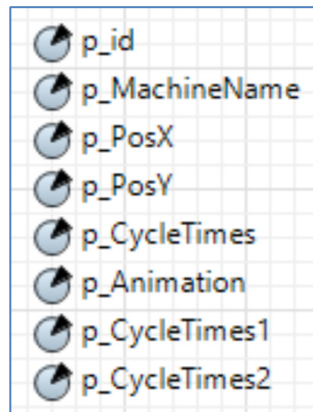 p_id
p_MachineName
p_PosX
p_PosY
p_CycleTimes
p_Animation
p_CycleTimes1
p_CycleTimes2